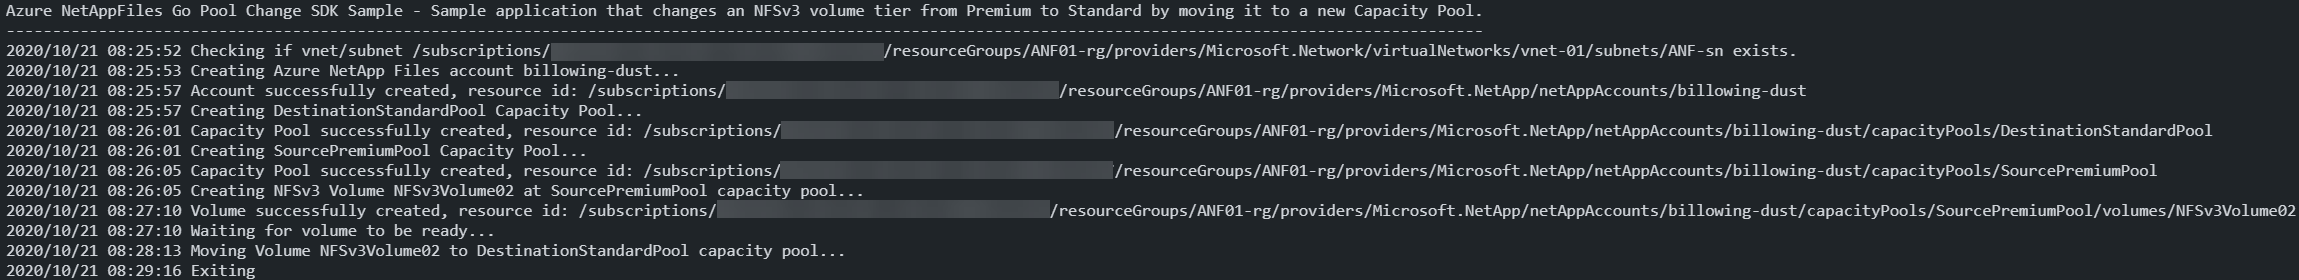 Azure NetAppFiles Go Pool Change SDK Sample - Sample application that changes an NFSv3 volume tier from Premium to Standard by moving it to a new Capacity Pool.
-----------------------------------------------------------------------------------------------------------------------------------------------------------------
2020/10/21 08:25:52 Checking if vnet/subnet /subscriptions/ /resourceGroups/ANF01-rg/providers/Microsoft.Network/virtualNetworks/vnet-01/subnets/ANF-sn exists.
2020/10/21 08:25:53 Creating Azure NetApp Files account billowing-dust...
2020/10/21 08:25:57 Account successfully created, resource id: /subscriptions/ /resourceGroups/ANF01-rg/providers/Microsoft.NetApp/netAppAccounts/billowing-dust
2020/10/21 08:25:57 Creating DestinationStandardPool Capacity Pool...
2020/10/21 08:26:01 Capacity Pool successfully created, resource id: /subscriptions/ /resourceGroups/ANF01-rg/providers/Microsoft.NetApp/netAppAccounts/billowing-dust/capacityPools/DestinationStandardPool
2020/10/21 08:26:01 Creating SourcePremiumPool Capacity Pool...
2020/10/21 08:26:05 Capacity Pool successfully created, resource id: /subscriptions/ /resourceGroups/ANF01-rg/providers/Microsoft.NetApp/netAppAccounts/billowing-dust/capacityPools/SourcePremiumPool
2020/10/21 08:26:05 Creating NFSv3 Volume NFSv3Volume02 at SourcePremiumPool capacity pool...
2020/10/21 08:27:10 Volume successfully created, resource id: /subscriptions/ /resourceGroups/ANF01-rg/providers/Microsoft.NetApp/netAppAccounts/billowing-dust/capacityPools/SourcePremiumPool/volumes/NFSv3Volume02
2020/10/21 08:27:10 Waiting for volume to be ready...
2020/10/21 08:28:13 Moving Volume NFSv3Volume02 to DestinationStandardPool capacity pool...
2020/10/21 08:29:16 Exiting